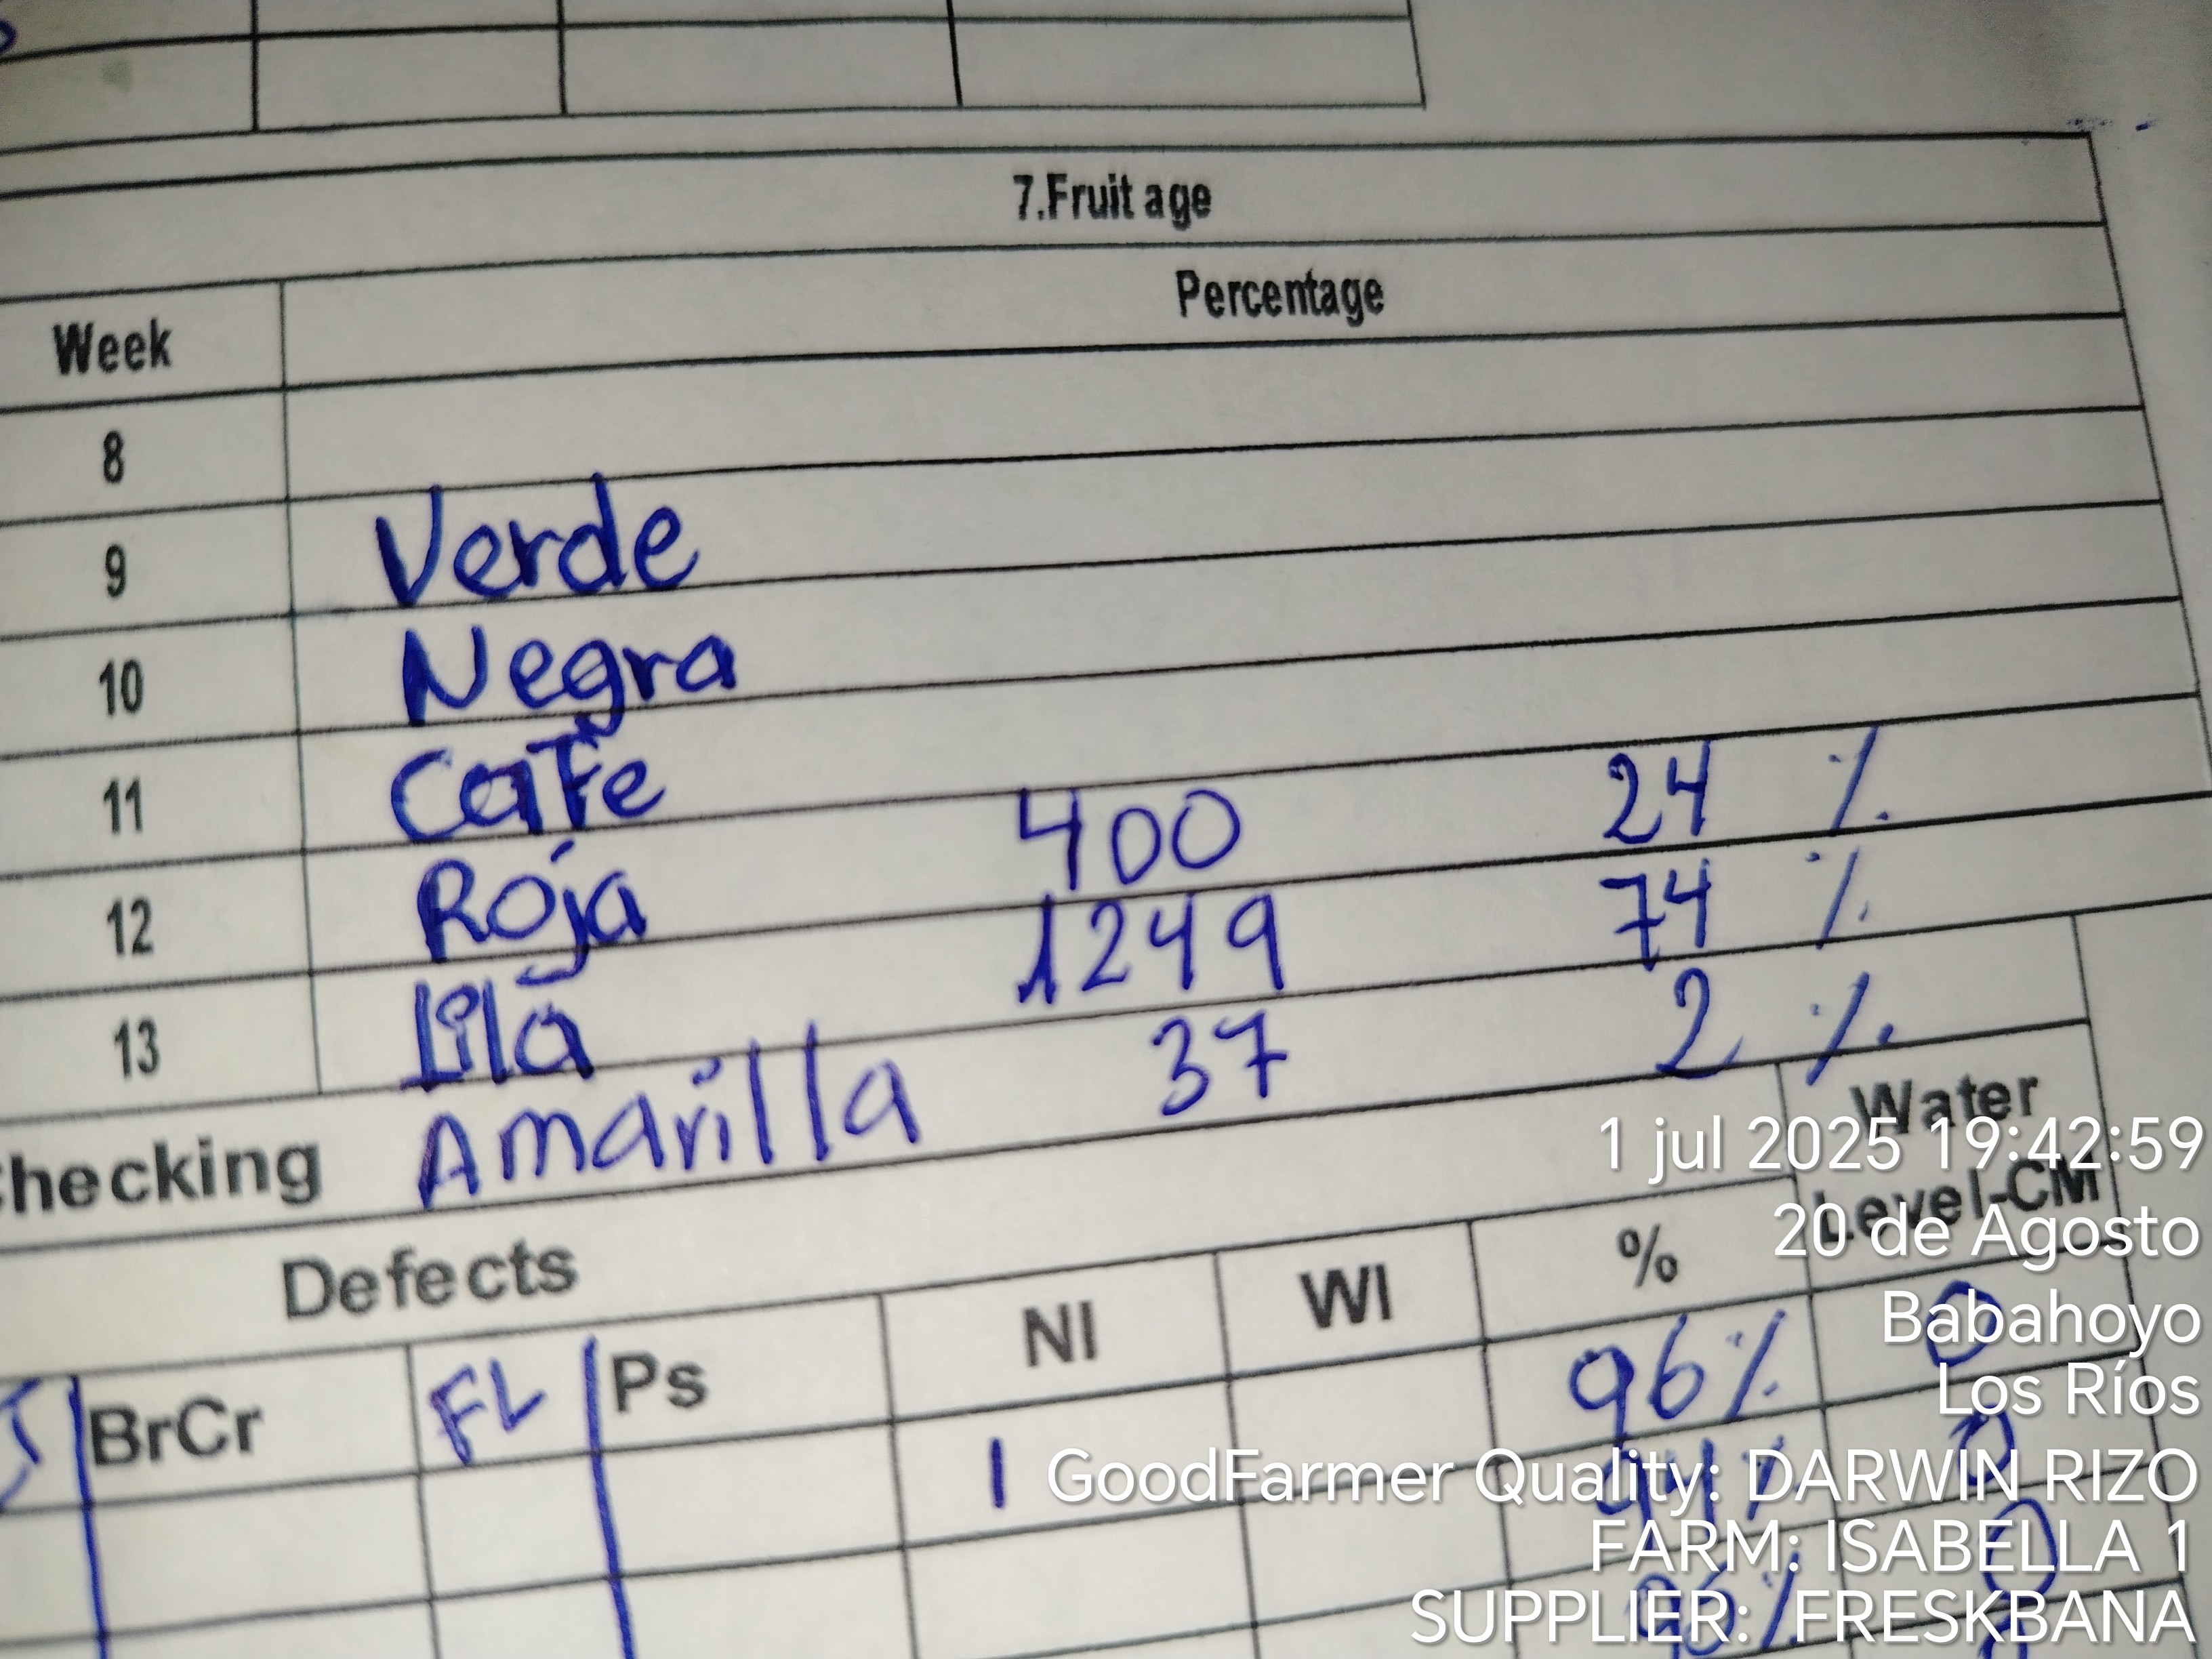 7.Fruit age
Week Percentage
8
9 Verde
10 Negra
11 Cafe
12 Roja 400 24 %
13 Lila 1249 74 %
Amarilla 37 2 %
hecking
Water Level-CM
Defects
BrCr FL Ps NI WI %
96% 0
1
1 jul 2025 19:42:59
20 de Agosto
Babahoyo
Los Ríos
GoodFarmer Quality: DARWIN RIZO
FARM: ISABELLA 1
SUPPLIER: FRESKBANA